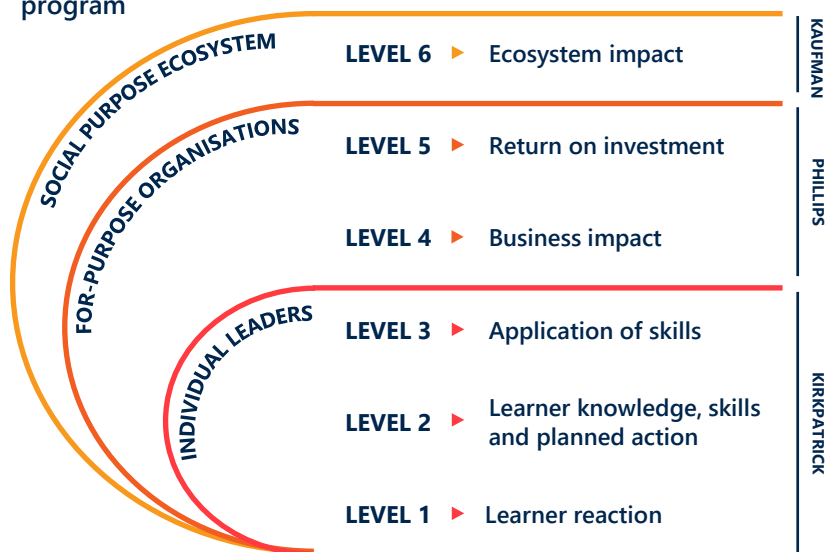 program
SOCIAL PURPOSE ECOSYSTEM
LEVEL 6 ▶ Ecosystem impact
KAUFMAN
FOR-PURPOSE ORGANISATIONS
LEVEL 5 ▶ Return on investment
LEVEL 4 ▶ Business impact
PHILLIPS
INDIVIDUAL LEADERS
LEVEL 3 ▶ Application of skills
LEVEL 2 ▶ Learner knowledge, skills
and planned action
LEVEL 1 ▶ Learner reaction
KIRKPATRICK